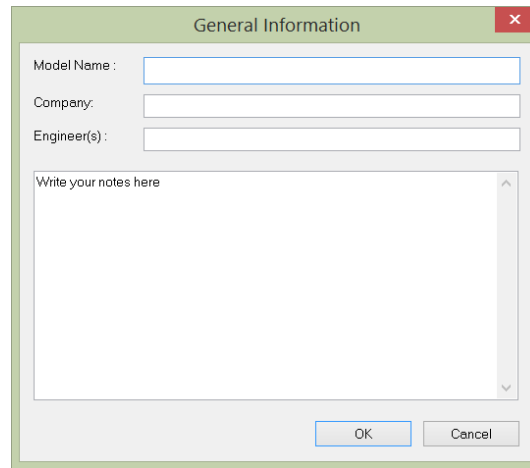 General Information
Model Name :
Company:
Engineer(s) :
Write your notes here
OK
Cancel